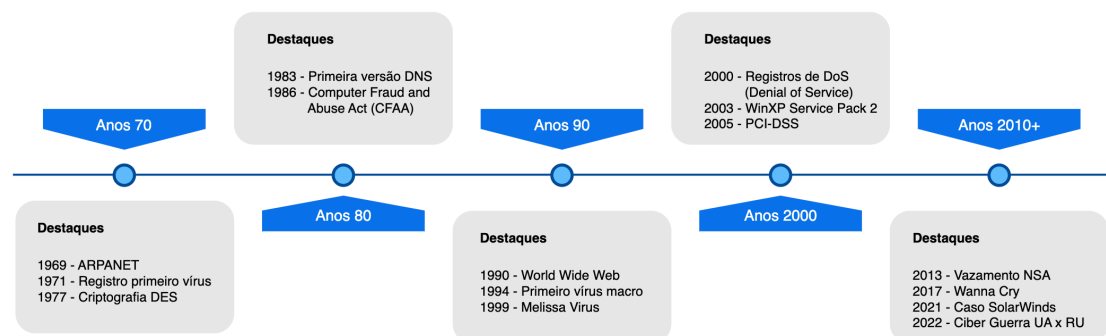 Anos 70
Destaques
1969 - ARPANET
1971 - Registro primeiro vírus
1977 - Criptografia DES
Destaques
1983 - Primeira versão DNS
1986 - Computer Fraud and
Abuse Act (CFAA)
Anos 80
Anos 90
Destaques
1990 - World Wide Web
1994 - Primeiro vírus macro
1999 - Melissa Virus
Destaques
2000 - Registros de DoS
(Denial of Service)
2003 - WinXP Service Pack 2
2005 - PCI-DSS
Anos 2000
Anos 2010+
Destaques
2013 - Vazamento NSA
2017 - Wanna Cry
2021 - Caso SolarWinds
2022 - Ciber Guerra UA x RU